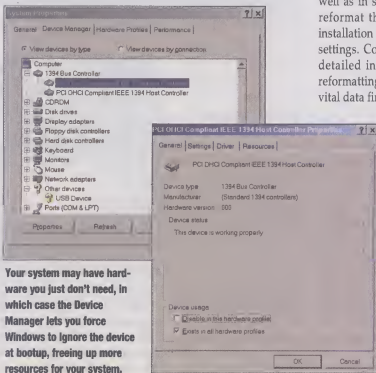 System Properties
? ×
General Device Manager Hardware Profiles Performance
View devices by type View devices by connection
Computer
1394 Bus Controller
PCI OHCI Compliant IEEE 1394 Host Controller
CDROM
Disk drives
Display adapters
Floppy disk controllers
Hard disk controllers
Keyboard
Monitors
Mouse
Network adapters
Other devices
USB Device
Ports (COM & LPT)
Properties Refresh
well as in s
reformat th
installation
settings. Co
detailed in
reformatting
vital data fir
PCI OHCI Compliant IEEE 1394 Host Controller Properties ? ×
General Settings Driver Resources
PCI OHCI Compliant IEEE 1394 Host Controller
Device type 1394 Bus Controller
Manufacturer (Standard 1394 controllers)
Hardware version 000
Device status
This device is working properly.
Device usage
Disable in this hardware profile
Exists in all hardware profiles
OK Cancel
Your system may have hard-
ware you just don't need, in
which case the Device
Manager lets you force
Windows to ignore the device
at bootup, freeing up more
resources for your system.